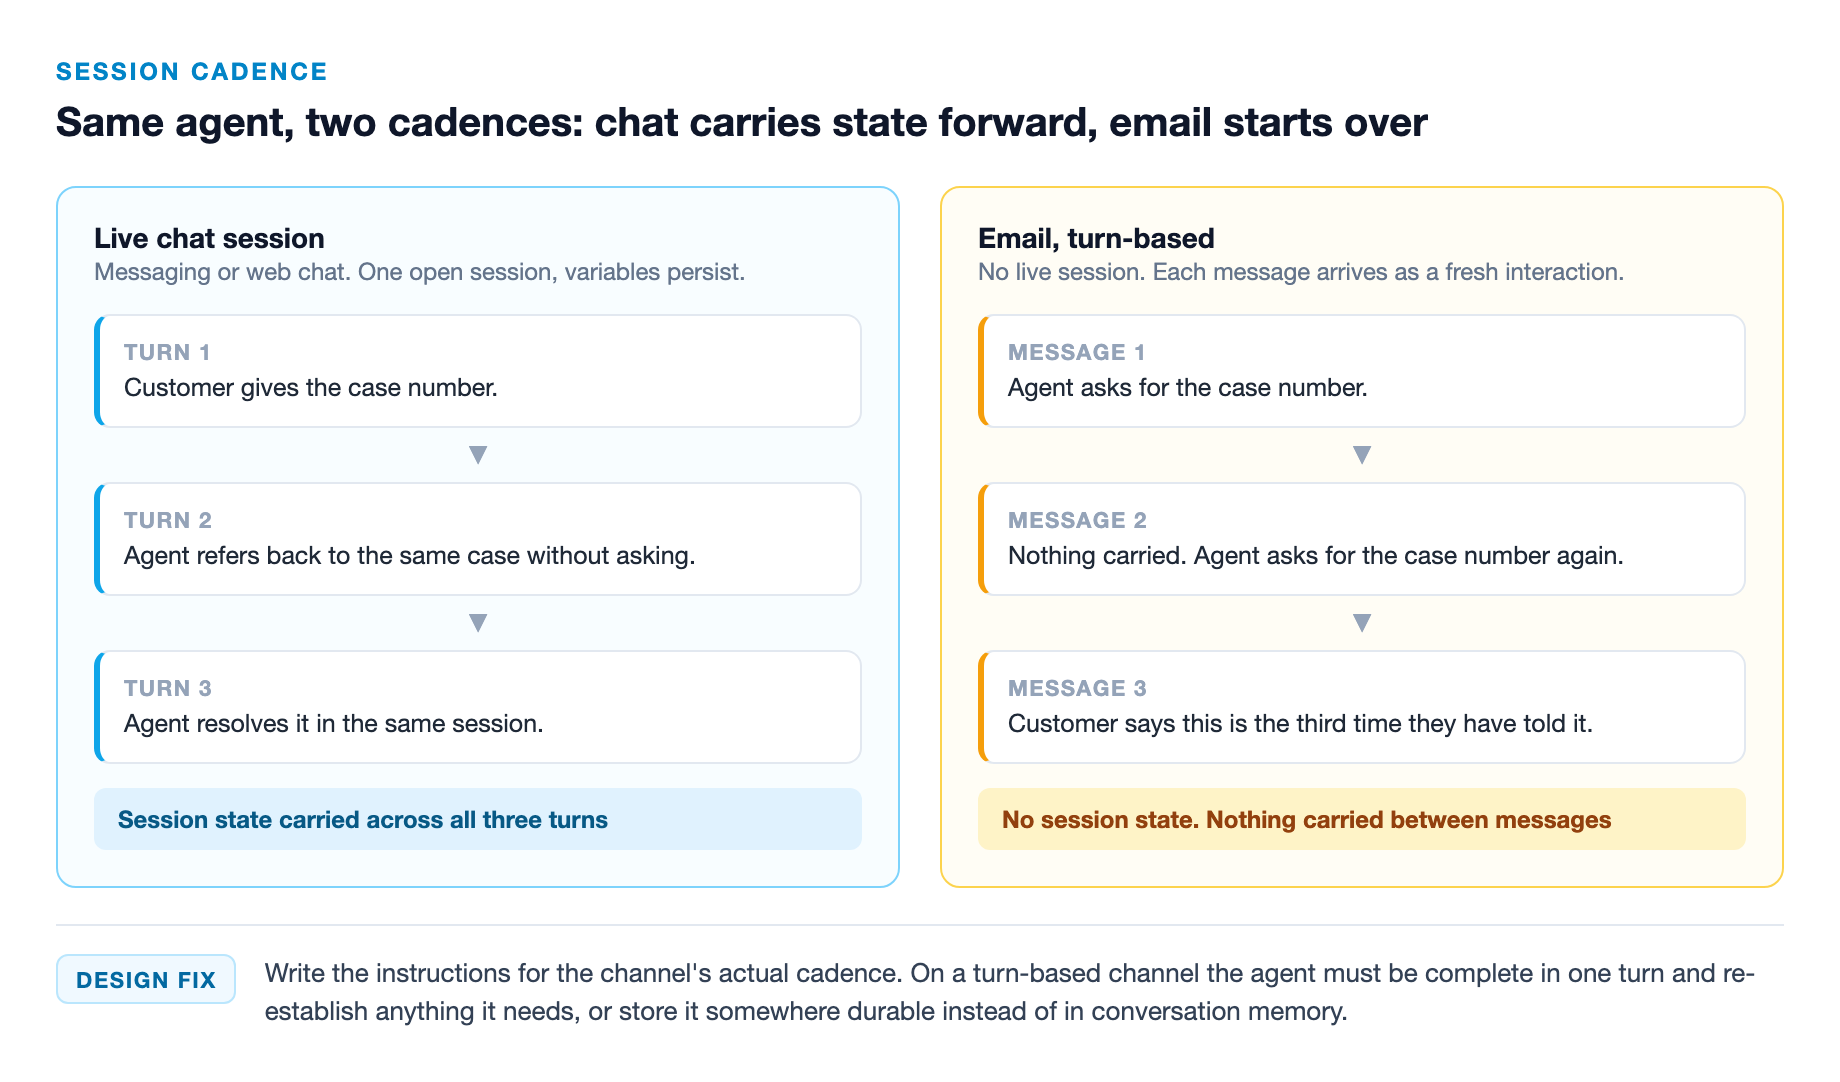 SESSION CADENCE
Same agent, two cadences: chat carries state forward, email starts over
Live chat session
Messaging or web chat. One open session, variables persist.
TURN 1
Customer gives the case number.
TURN 2
Agent refers back to the same case without asking.
TURN 3
Agent resolves it in the same session.
Session state carried across all three turns
Email, turn-based
No live session. Each message arrives as a fresh interaction.
MESSAGE 1
Agent asks for the case number.
MESSAGE 2
Nothing carried. Agent asks for the case number again.
MESSAGE 3
Customer says this is the third time they have told it.
No session state. Nothing carried between messages
DESIGN FIX
Write the instructions for the channel's actual cadence. On a turn-based channel the agent must be complete in one turn and re-
establish anything it needs, or store it somewhere durable instead of in conversation memory.